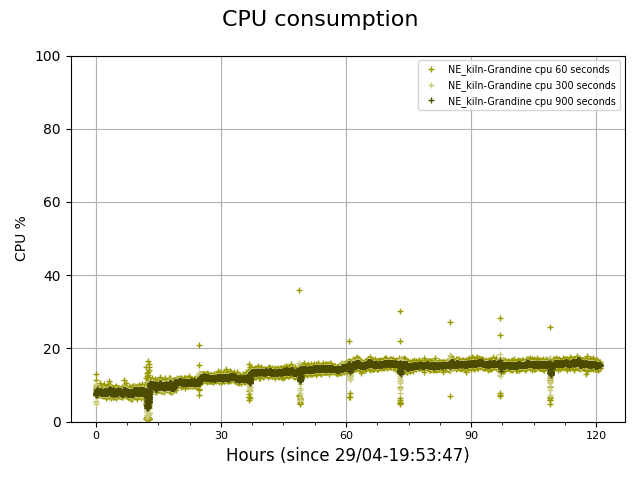 CPU consumption
NE_kiln-Grandine cpu 60 seconds
NE_kiln-Grandine cpu 300 seconds
NE_kiln-Grandine cpu 900 seconds
100
80
60
40
20
0
CPU %
0 30 60 90 120
Hours (since 29/04-19:53:47)